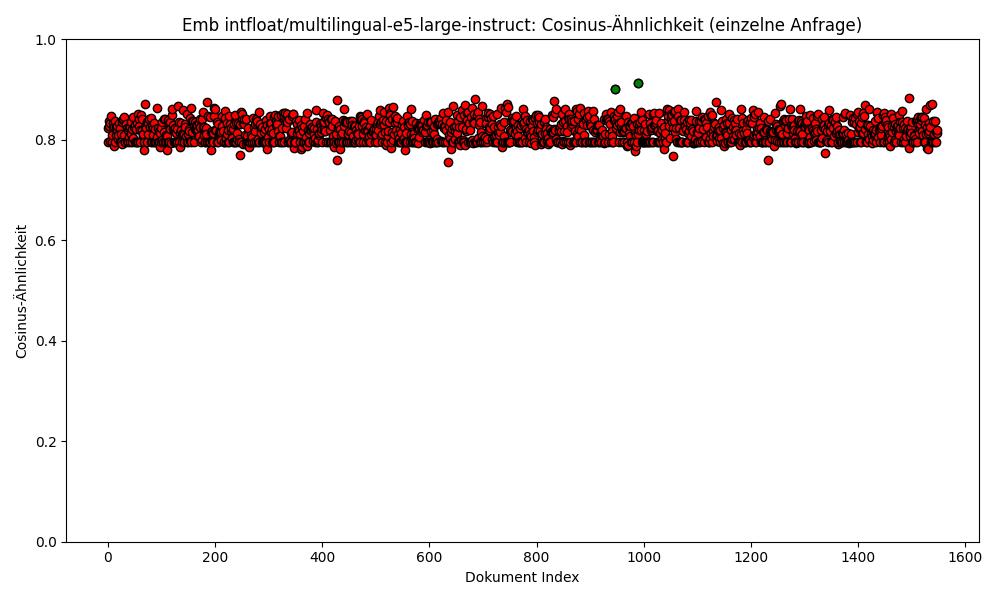 Emb intfloat/multilingual-e5-large-instruct: Cosinus-Ähnlichkeit (einzelne Anfrage)
1.0
0.8
0.6
0.4
0.2
0.0
Cosinus-Ähnlichkeit
0 200 400 600 800 1000 1200 1400 1600
Dokument Index